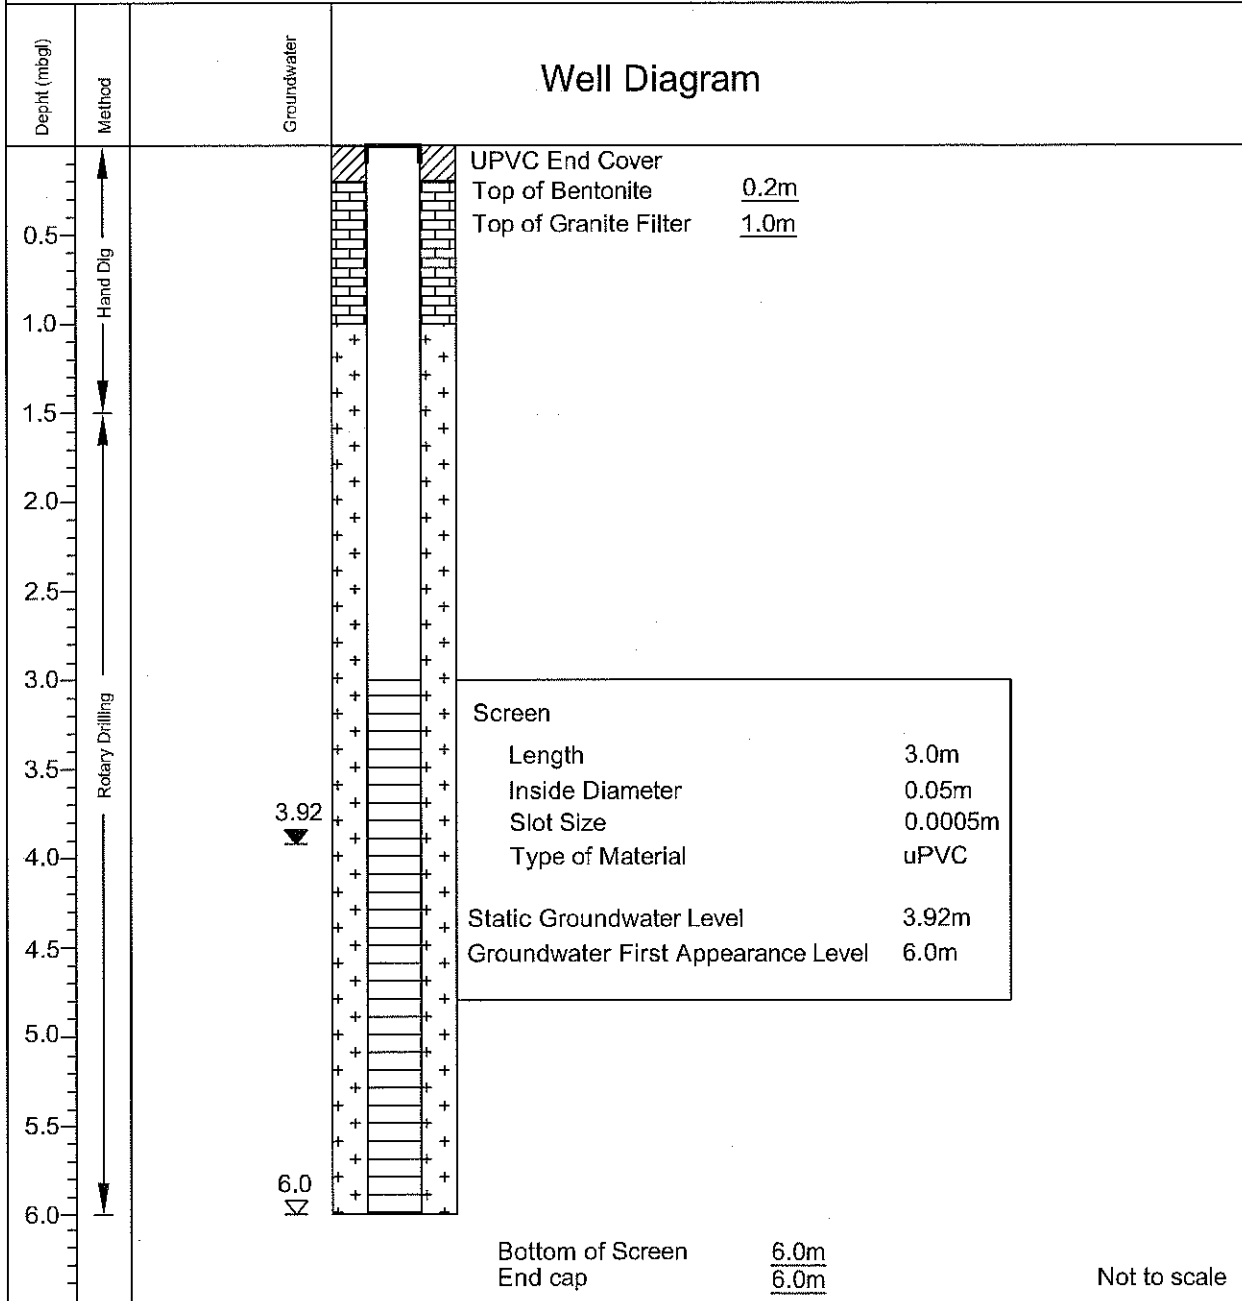 Depht (mbgl)
Method
Groundwater
Well Diagram
UPVC End Cover
Top of Bentonite 0.2m
Top of Granite Filter 1.0m
0.5
Hand Dig
1.0
1.5
2.0
2.5
3.0
Screen
Rotary Drilling
Length 3.0m
3.5
Inside Diameter 0.05m
3.92
Slot Size 0.0005m
4.0
Type of Material uPVC
Static Groundwater Level 3.92m
4.5
Groundwater First Appearance Level 6.0m
5.0
5.5
6.0
6.0
Bottom of Screen 6.0m
End cap 6.0m
Not to scale